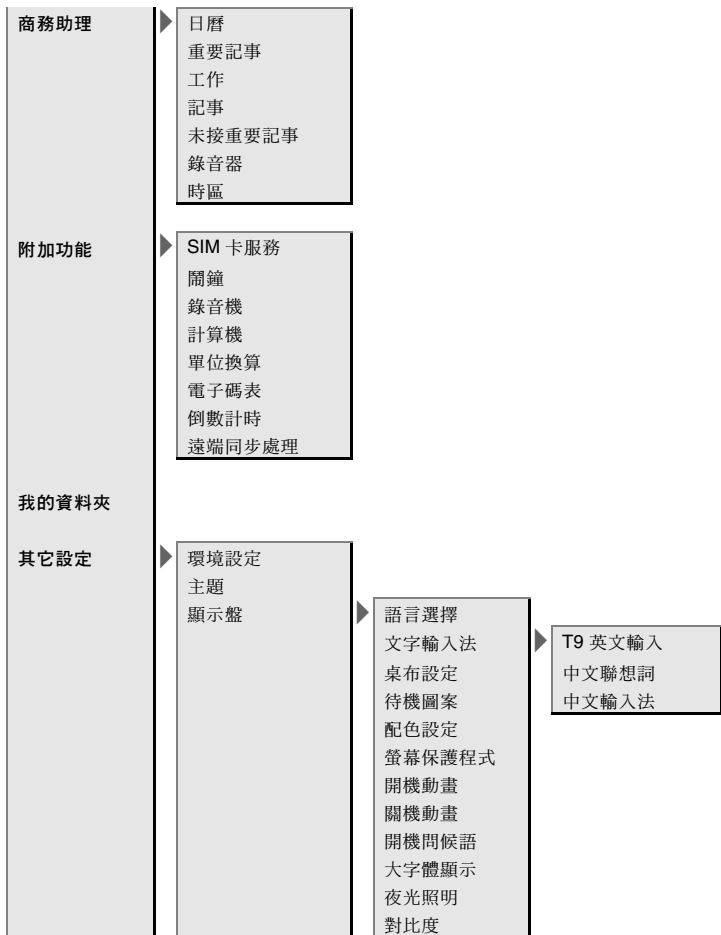 商務助理
日曆
重要記事
工作
記事
未接重要記事
錄音器
時區
附加功能
SIM 卡服務
鬧鐘
錄音機
計算機
單位換算
電子碼表
倒數計時
遠端同步處理
我的資料夾
其它設定
環境設定
主題
顯示盤
語言選擇
文字輸入法
T9 英文輸入
中文聯想詞
中文輸入法
桌布設定
待機圖案
配色設定
螢幕保護程式
開機動畫
關機動畫
開機問候語
大字體顯示
夜光照明
對比度